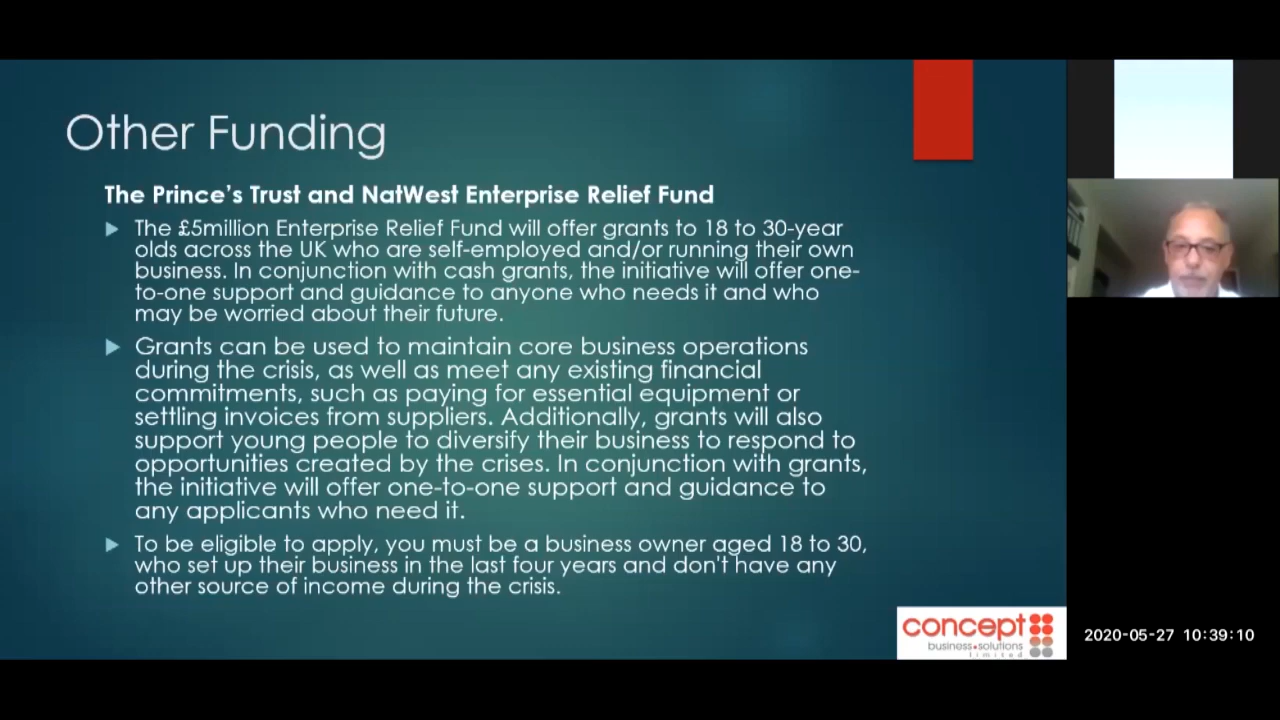 Other Funding
The Prince's Trust and NatWest Enterprise Relief Fund
The £5million Enterprise Relief Fund will offer grants to 18 to 30-year
olds across the UK who are self-employed and/or running their own
business. In conjunction with cash grants, the initiative will offer one-
to-one support and guidance to anyone who needs it and who
may be worried about their future.
Grants can be used to maintain core business operations
during the crisis, as well as meet any existing financial
commitments, such as paying for essential equipment or
settling invoices from suppliers. Additionally, grants will also
support young people to diversify their business to respond to
opportunities created by the crises. In conjunction with grants,
the initiative will offer one-to-one support and guidance to
any applicants who need it.
To be eligible to apply, you must be a business owner aged 18 to 30,
who set up their business in the last four years and don't have any
other source of income during the crisis.
concept
business solutions
limited
2020-05-27 10:39:10